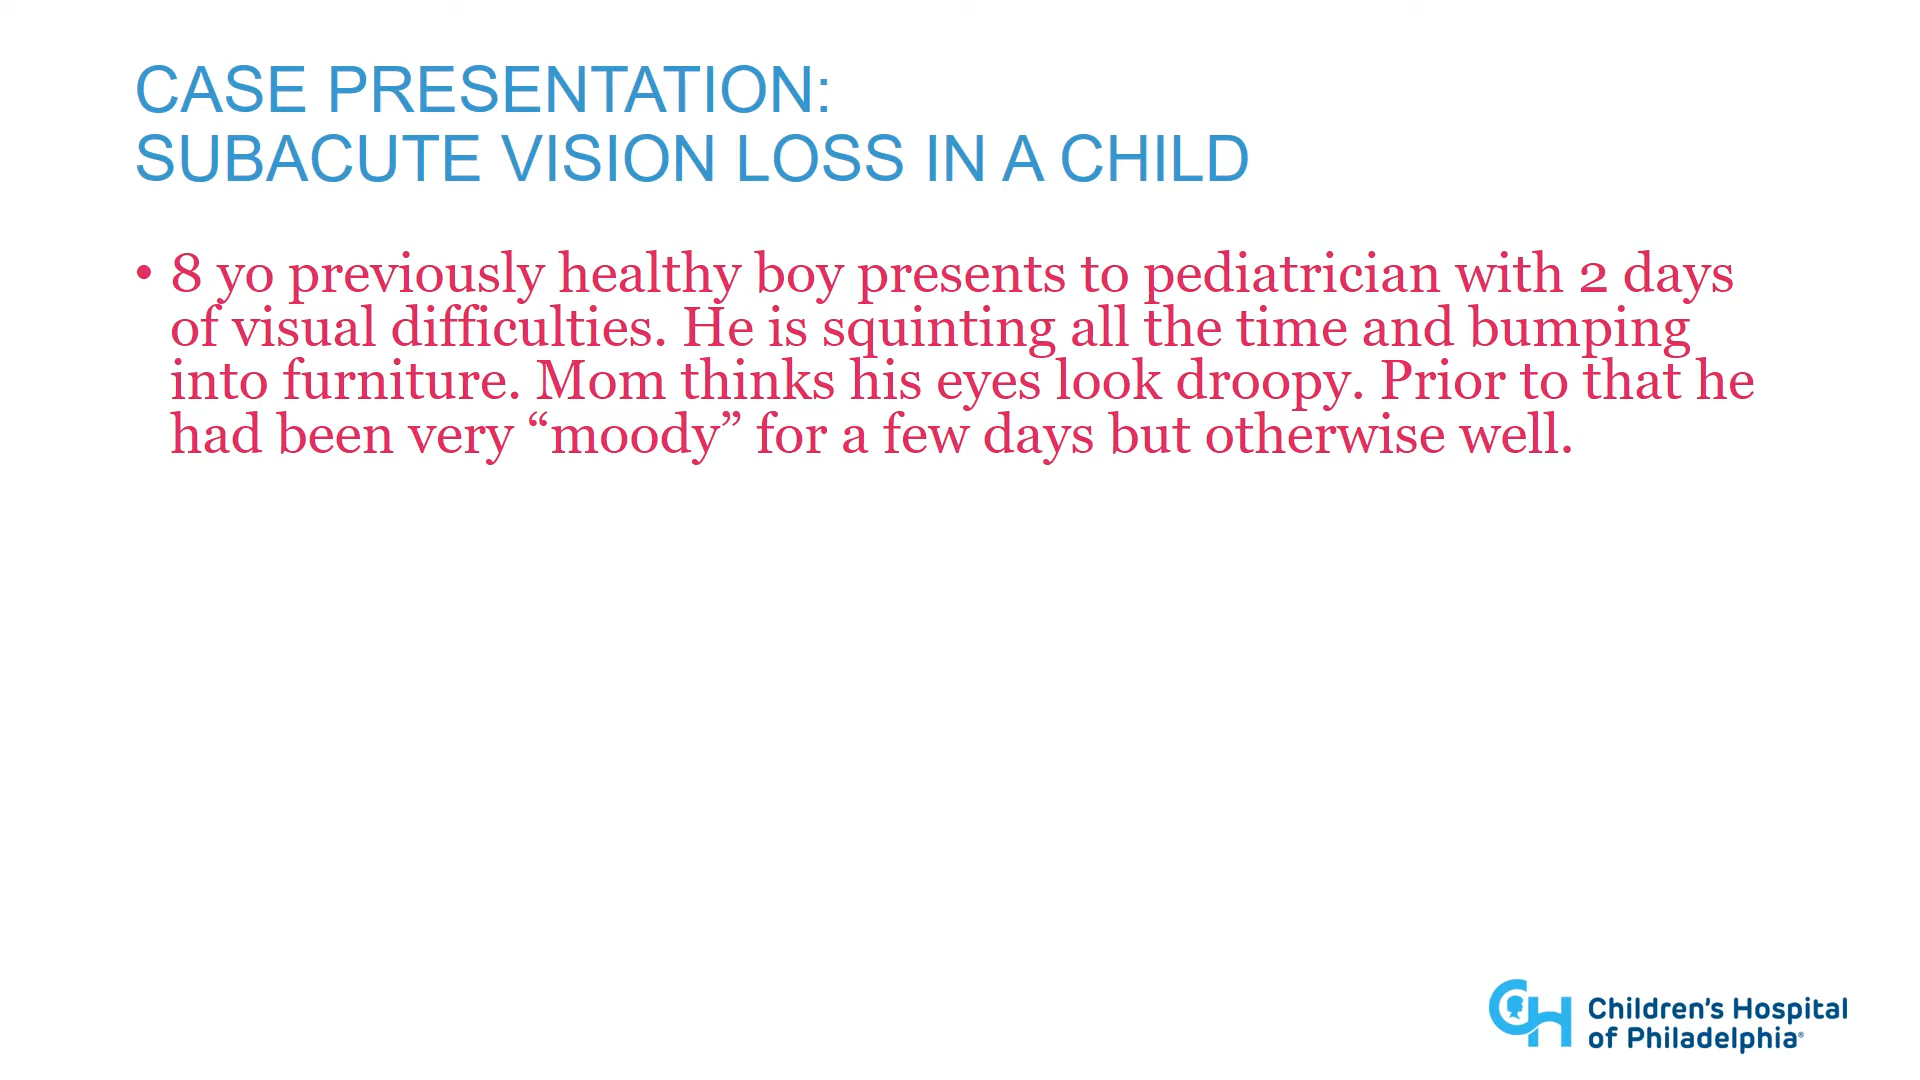 CASE PRESENTATION:
SUBACUTE VISION LOSS IN A CHILD
• 8 yo previously healthy boy presents to pediatrician with 2 days
of visual difficulties. He is squinting all the time and bumping
into furniture. Mom thinks his eyes look droopy. Prior to that he
had been very “moody” for a few days but otherwise well.
CH
Children's Hospital
of Philadelphia®